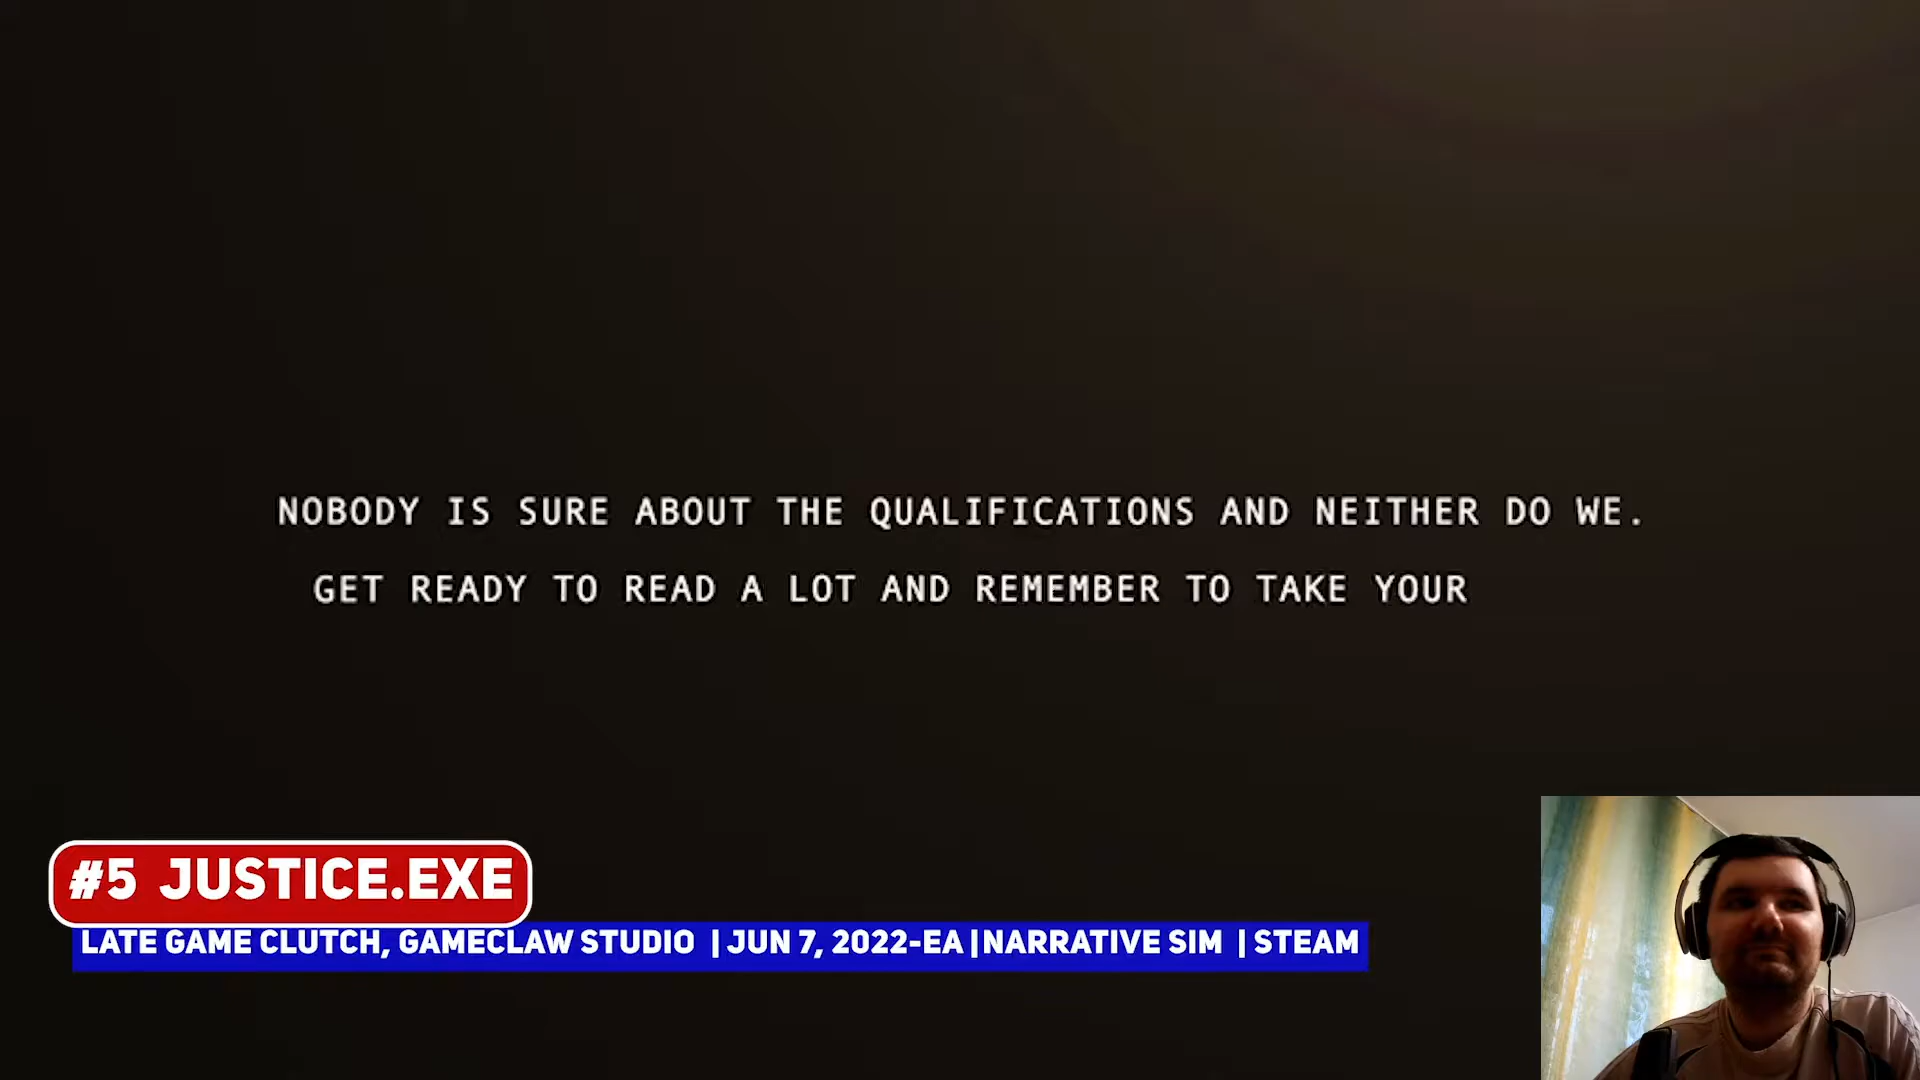 NOBODY IS SURE ABOUT THE QUALIFICATIONS AND NEITHER DO WE.
GET READY TO READ A LOT AND REMEMBER TO TAKE YOUR
#5 JUSTICE.EXE
LATE GAME CLUTCH, GAMECLAW STUDIO | JUN 7, 2022-EA|NARRATIVE SIM | STEAM